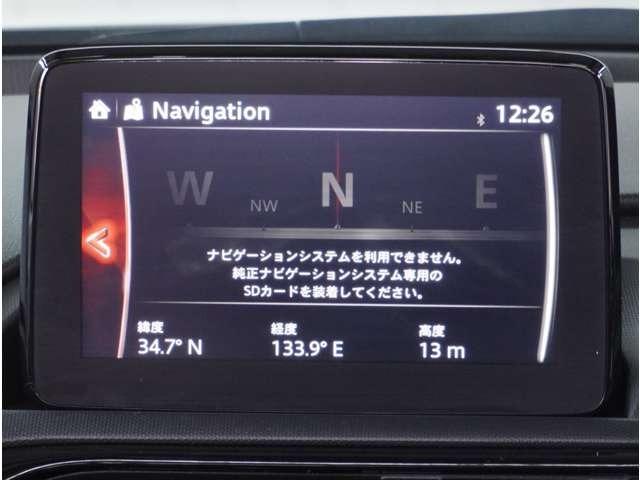 Navigation
12:26
W NW N NE E
ナビゲーションシステムを利用できません。
純正ナビゲーションシステム専用の
SDカードを装着してください。
緯度 経度 高度
34.7° N 133.9° E 13 m